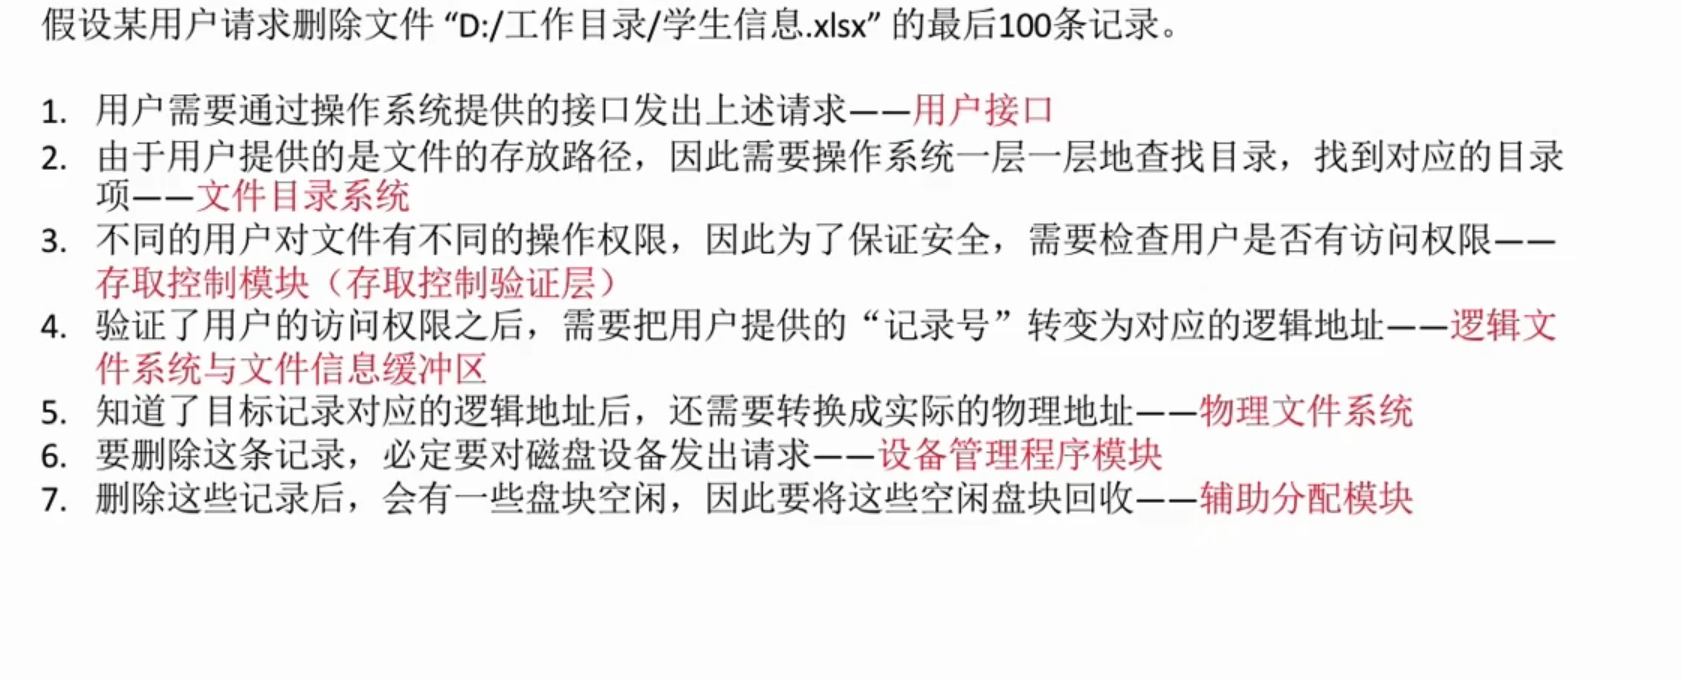 假设某用户请求删除文件 “D:/工作目录/学生信息.xlsx” 的最后100条记录。
1. 用户需要通过操作系统提供的接口发出上述请求——用户接口
2. 由于用户提供的是文件的存放路径，因此需要操作系统一层一层地查找目录，找到对应的目录
项——文件目录系统
3. 不同的用户对文件有不同的操作权限，因此为了保证安全，需要检查用户是否有访问权限——
存取控制模块（存取控制验证层）
4. 验证了用户的访问权限之后，需要把用户提供的“记录号”转变为对应的逻辑地址——逻辑文
件系统与文件信息缓冲区
5. 知道了目标记录对应的逻辑地址后，还需要转换成实际的物理地址——物理文件系统
6. 要删除这条记录，必定要对磁盘设备发出请求——设备管理程序模块
7. 删除这些记录后，会有一些盘块空闲，因此要将这些空闲盘块回收——辅助分配模块